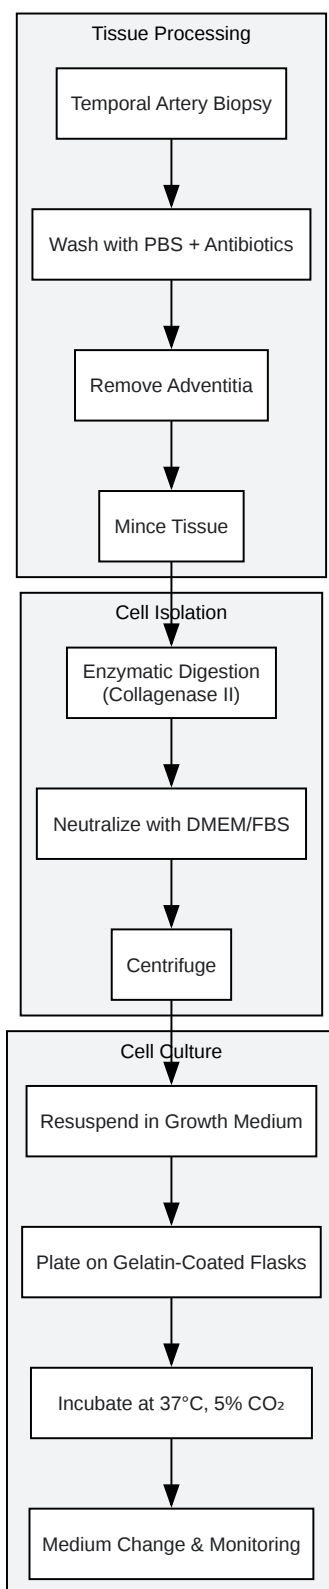 Tissue Processing
Temporal Artery Biopsy
Wash with PBS + Antibiotics
Remove Adventitia
Mince Tissue
Cell Isolation
Enzymatic Digestion
(Collagenase II)
Neutralize with DMEM/FBS
Centrifuge
Cell Culture
Resuspend in Growth Medium
Plate on Gelatin-Coated Flasks
Incubate at 37°C, 5% CO₂
Medium Change & Monitoring